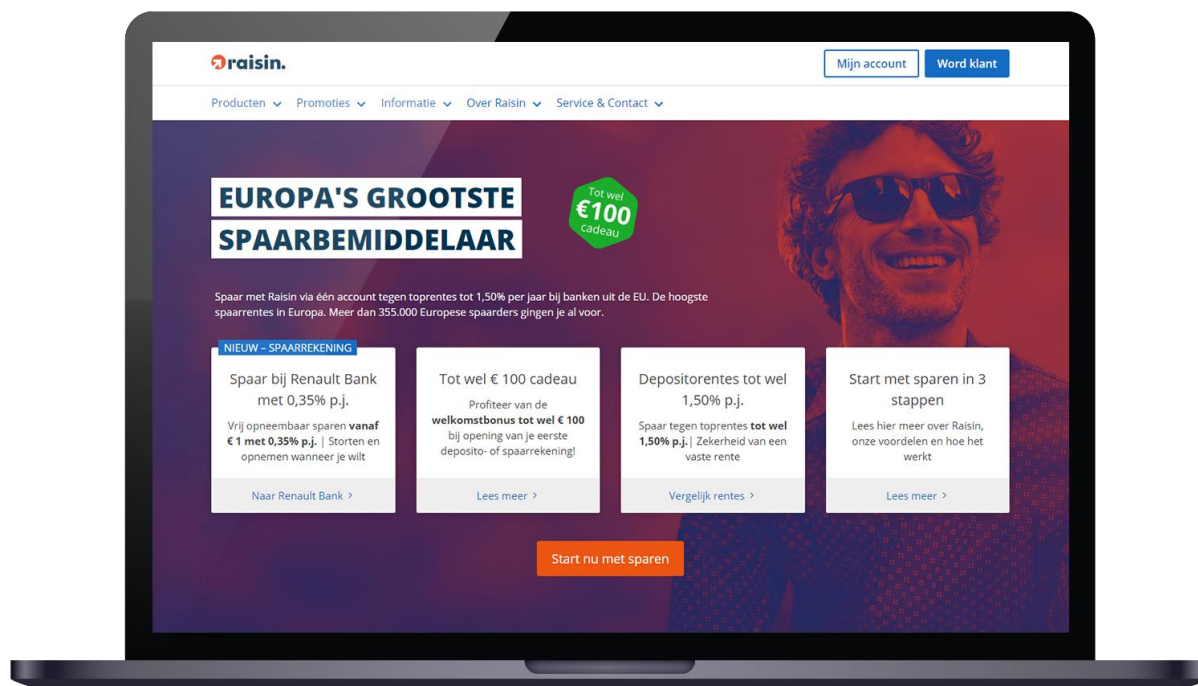 raisin.
Mijn account
Word klant
Producten
Promoties
Informatie
Over Raisin
Service & Contact
EUROPA'S GROOTSTE
SPAARBEMIDDELAAR
Tot wel
€100
cadeau
Spaar met Raisin via één account tegen toprentes tot 1,50% per jaar bij banken uit de EU. De hoogste
spaarrentes in Europa. Meer dan 355.000 Europese spaarders gingen je al voor.
NIEUW – SPAARREKENING
Spaar bij Renault Bank
met 0,35% p.j.
Vrij opneembaar sparen vanaf
€ 1 met 0,35% p.j. | Storten en
opnemen wanneer je wilt
Naar Renault Bank >
Tot wel € 100 cadeau
Profiteer van de
welkomstbonus tot wel € 100
bij opening van je eerste
deposito- of spaarrekening!
Lees meer >
Depositorentes tot wel
1,50% p.j.
Spaar tegen toprentes tot wel
1,50% p.j. | Zekerheid van een
vaste rente
Vergelijk rentes >
Start met sparen in 3
stappen
Lees hier meer over Raisin,
onze voordelen en hoe het
werkt
Lees meer >
Start nu met sparen